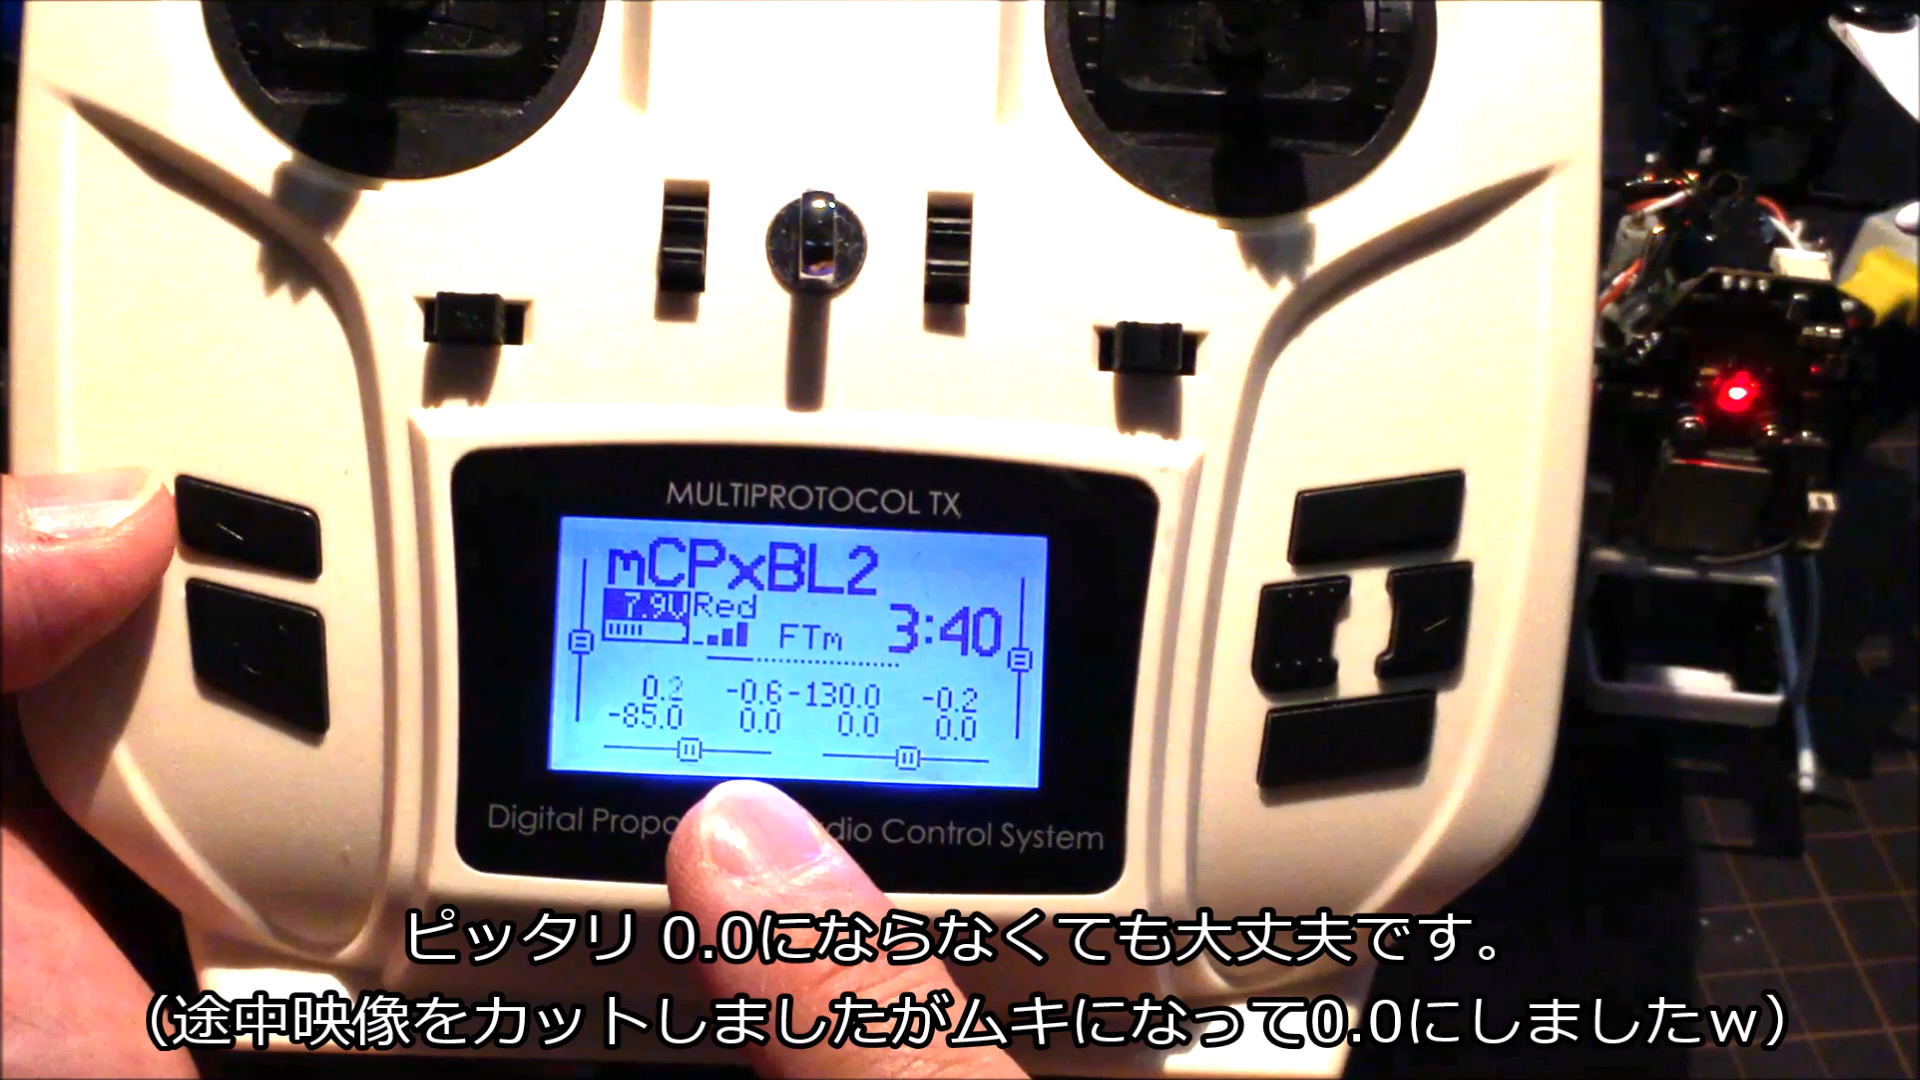 MULTIPROTOCOL TX
mCPxBL2
7.9V Red
FTm 3:40
0.2 -0.6 -130.0 -0.2
-85.0 0.0 0.0 0.0
Digital Propo dio Control System
ピッタリ 0.0にならなくても大丈夫です。
（途中映像をカットしましたがムキになって0.0にしましたｗ）